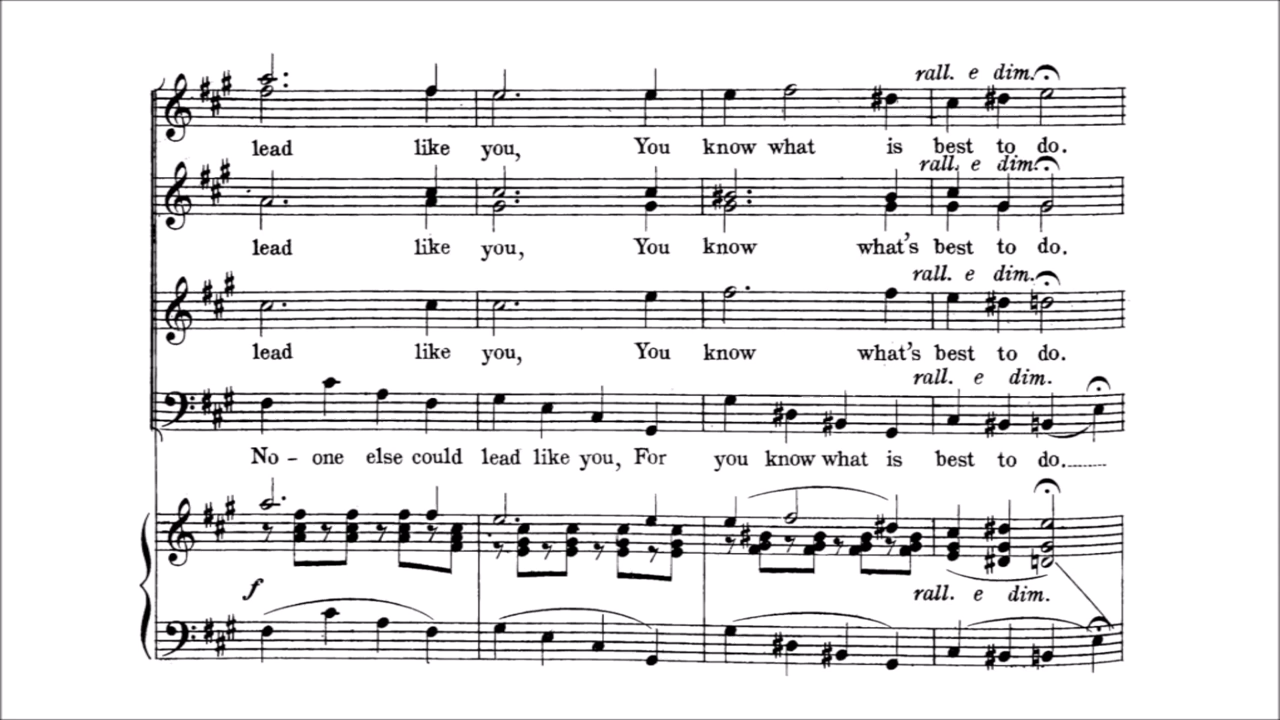 rall. e dim.
lead like you, You know what is best to do.
rall. e dim.
lead like you, You know what's best to do.
rall. e dim.
lead like you, You know what's best to do.
rall. e dim.
No - one else could lead like you, For you know what is best to do.
f
rall. e dim.